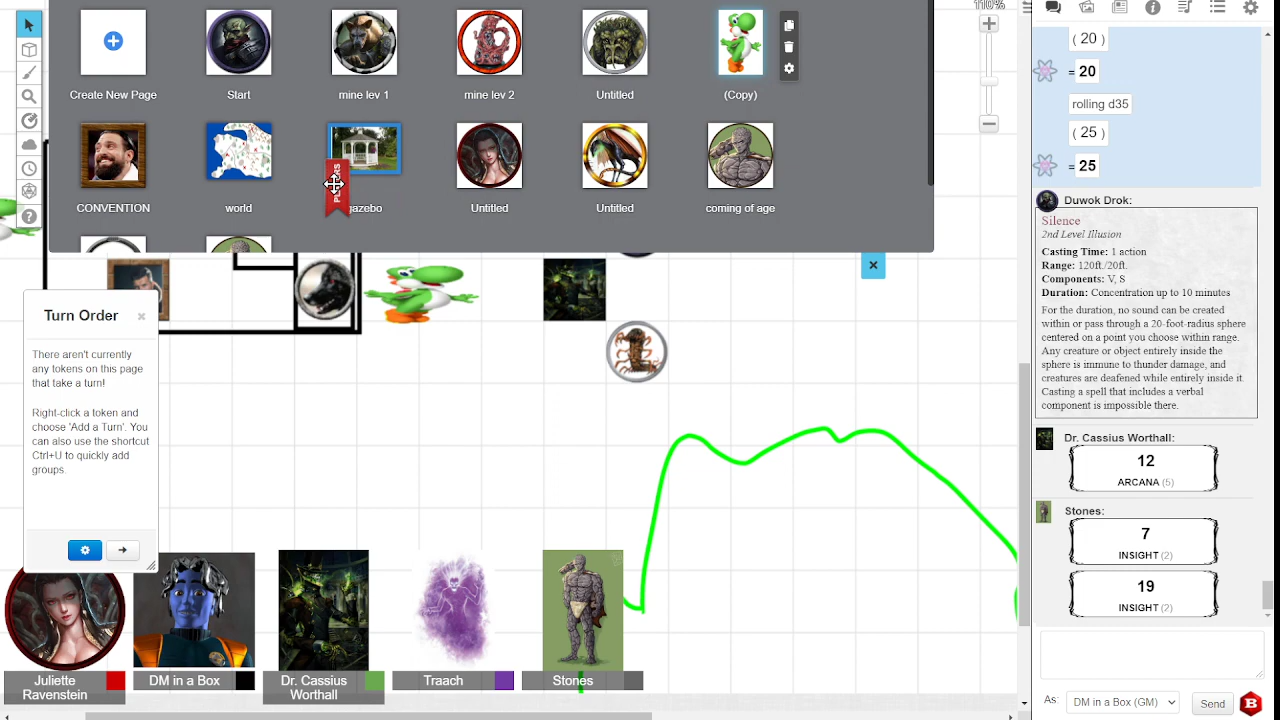 110%
Create New Page
Start
mine lev 1
mine lev 2
Untitled
(Copy)
CONVENTION
world
gazebo
Untitled
Untitled
coming of age
Turn Order
There aren't currently
any tokens on this page
that take a turn!
Right-click a token and
choose 'Add a Turn'. You
can also use the shortcut
Ctrl+U to quickly add
groups.
Juliette
Ravenstein
DM in a Box
Dr. Cassius
Worthall
Traach
Stones
( 20 )
=20
rolling d35
( 25 )
=25
Duwok Drok:
Silence
2nd Level Illusion
Casting Time: 1 action
Range: 120ft./20ft.
Components: V, S
Duration: Concentration up to 10 minutes
For the duration, no sound can be created
within or pass through a 20-foot-radius sphere
centered on a point you choose within range.
Any creature or object entirely inside the
sphere is immune to thunder damage, and
creatures are deafened while entirely inside it.
Casting a spell that includes a verbal
component is impossible there.
Dr. Cassius Worthall:
12
ARCANA (5)
Stones:
7
INSIGHT (2)
19
INSIGHT (2)
As: DM in a Box (GM) Send